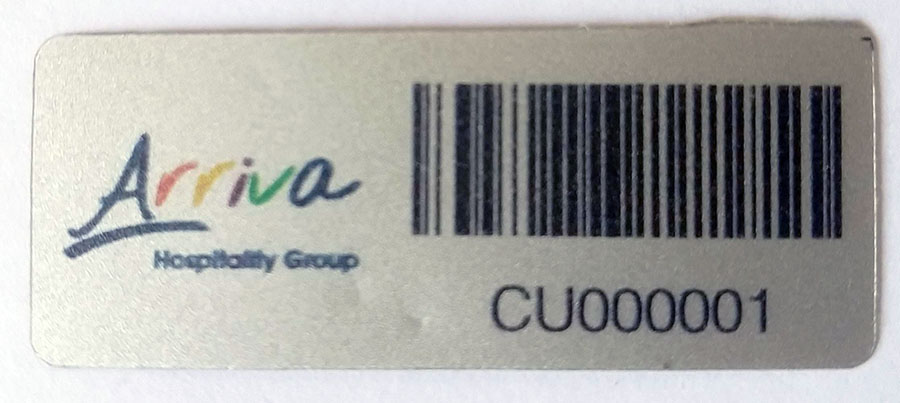 Arriva
Hospitality Group
CU000001